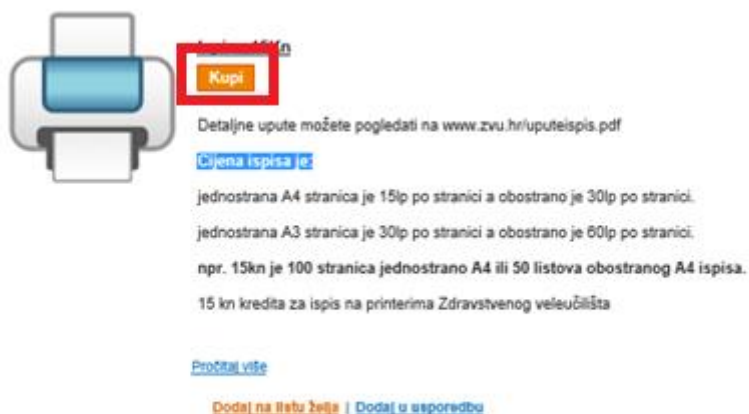 Kupi
Detaljne upute možete pogledati na www.zvu.hr/uputeispis.pdf
Cijena ispisa je:
jednostrana A4 stranica je 15lp po stranici a obostrano je 30lp po stranici.
jednostrana A3 stranica je 30lp po stranici a obostrano je 60lp po stranici.
npr. 15kn je 100 stranica jednostrano A4 ili 50 listova obostranog A4 ispisa.
15 kn kredita za ispis na printerima Zdravstvenog veleučilišta
Pročitaj više
Dodaj na listu želja | Dodaj u usporedbu